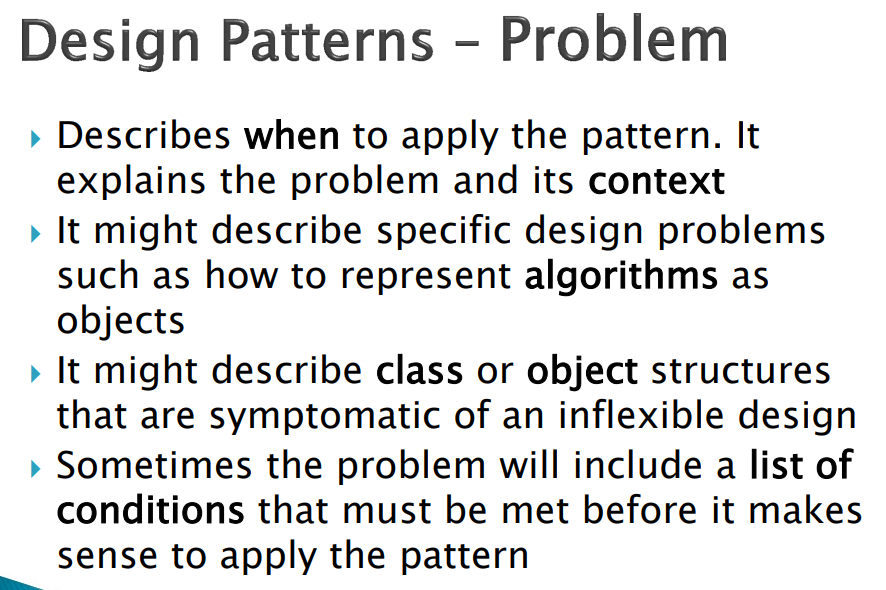 Design Patterns – Problem
Describes when to apply the pattern. It
explains the problem and its context
It might describe specific design problems
such as how to represent algorithms as
objects
It might describe class or object structures
that are symptomatic of an inflexible design
Sometimes the problem will include a list of
conditions that must be met before it makes
sense to apply the pattern